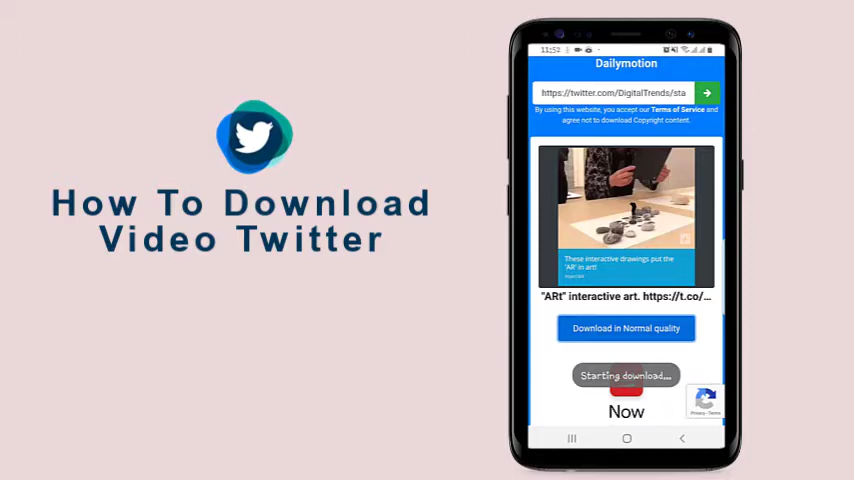 How To Download
Video Twitter
11:52
Dailymotion
https://twitter.com/DigitalTrends/sta
By using this website, you accept our Terms of Service and
agree not to download Copyright content.
These interactive drawings put the
'AR' in art!
"ARt" interactive art. https://t.co/...
Download in Normal quality
Starting download...
Now
Privacy - Terms